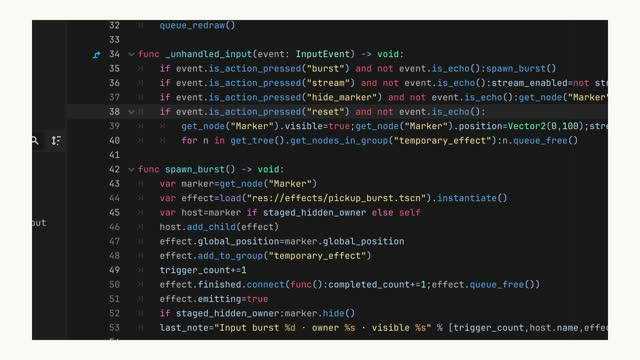 32 queue_redraw()
33
34 func _unhandled_input(event: InputEvent) -> void:
35 if event.is_action_pressed("burst") and not event.is_echo():spawn_burst()
36 if event.is_action_pressed("stream") and not event.is_echo():stream_enabled=not
37 if event.is_action_pressed("hide_marker") and not event.is_echo():get_node("Marker"
38 if event.is_action_pressed("reset") and not event.is_echo():
39 get_node("Marker").visible=true;get_node("Marker").position=Vector2(0,100);
40 for n in get_tree().get_nodes_in_group("temporary_effect"):n.queue_free()
41
42 func spawn_burst() -> void:
43 var marker=get_node("Marker")
44 var effect=load("res://effects/pickup_burst.tscn").instantiate()
45 var host=marker if staged_hidden_owner else self
46 host.add_child(effect)
47 effect.global_position=marker.global_position
48 effect.add_to_group("temporary_effect")
49 trigger_count+=1
50 effect.finished.connect(func():completed_count+=1;effect.queue_free())
51 effect.emitting=true
52 if staged_hidden_owner:marker.hide()
53 last_note="Input burst %d · owner %s · visible %s" % [trigger_count,host.name,